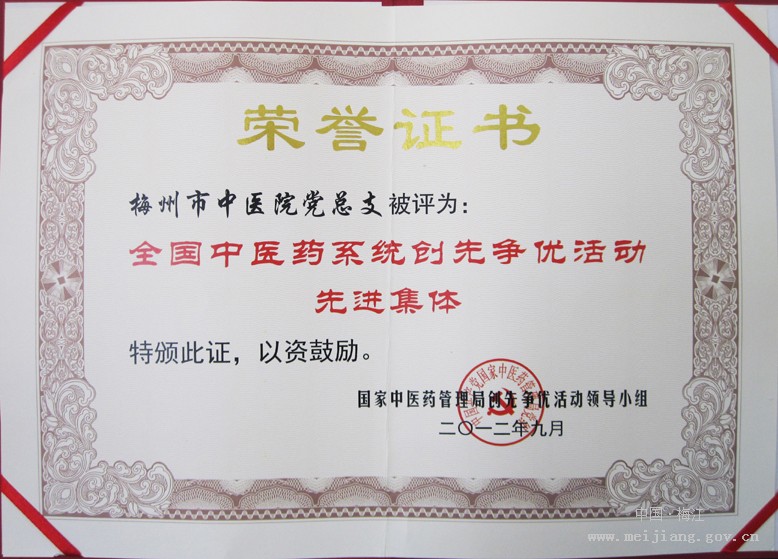 荣誉证书
梅州市中医院党总支被评为：
全国中医药系统创先争优活动
先进集体
特颁此证，以资鼓励。
国家中医药管理局创先争优活动领导小组
二〇一二年九月
中国·梅江
www.meijiang.gov.cn